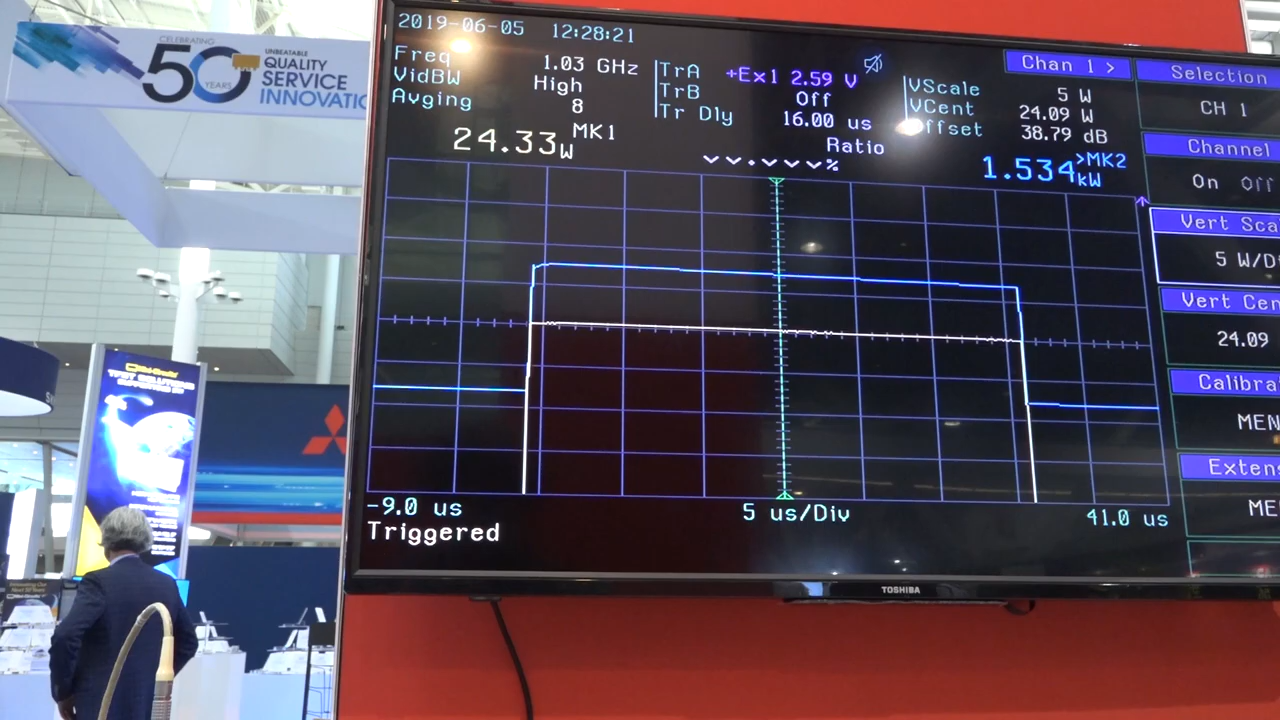 CELEBRATING
50
YEARS
UNBEATABLE
QUALITY
SERVICE
INNOVATIO
2019-06-05 12:28:21
Freq 1.03 GHz
VidBW High
Avging 8
TrA +Ex1 2.59 V
TrB Off
Tr Dly 16.00 us
VScale 5 W
VCent 24.09 W
Offset 38.79 dB
Chan 1 >
24.33W MK1
Ratio
%
1.534 >MK2
kW
-9.0 us
5 us/Div
41.0 us
Triggered
Selection
CH 1
Channel
On Off
Vert Sca
5 W/D
Vert Cen
24.09
Calibra
MEN
Exten
ME
TOSHIBA
TEST SOLUTIONS